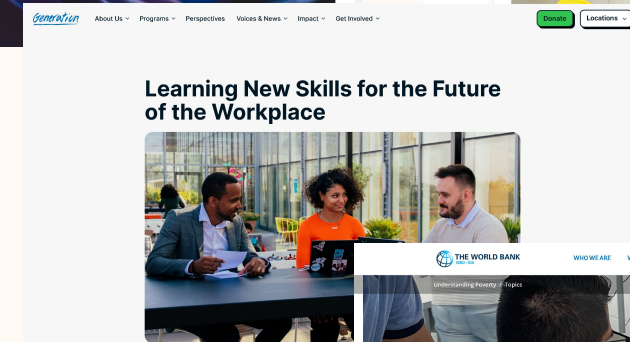 Generation
About Us Programs Perspectives Voices & News Impact Get Involved Donate Locations
Learning New Skills for the Future
of the Workplace
THE WORLD BANK
WHO WE ARE
Understanding Poverty / Topics